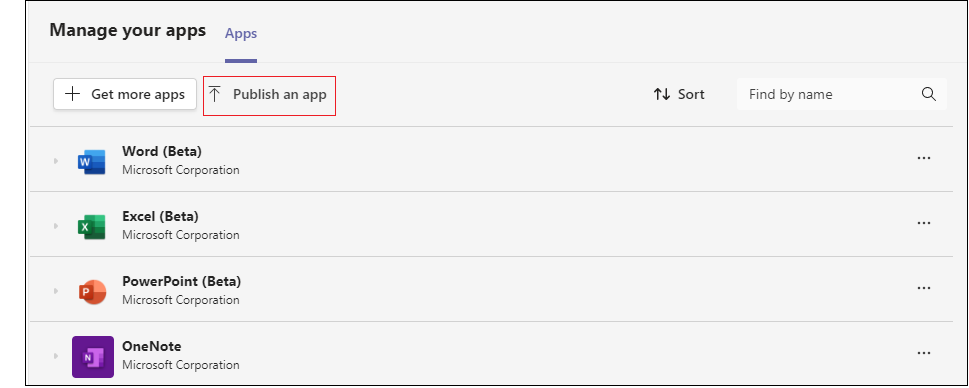 Manage your apps Apps
Get more apps Publish an app Sort Find by name
Word (Beta)
Microsoft Corporation
Excel (Beta)
Microsoft Corporation
PowerPoint (Beta)
Microsoft Corporation
OneNote
Microsoft Corporation